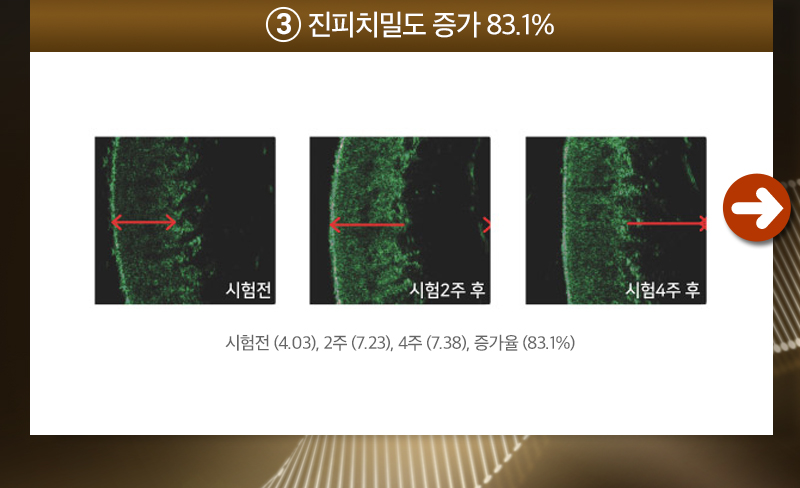 ③ 진피치밀도 증가 83.1%
시험전
시험2주 후
시험4주 후
시험전 (4.03), 2주 (7.23), 4주 (7.38), 증가율 (83.1%)